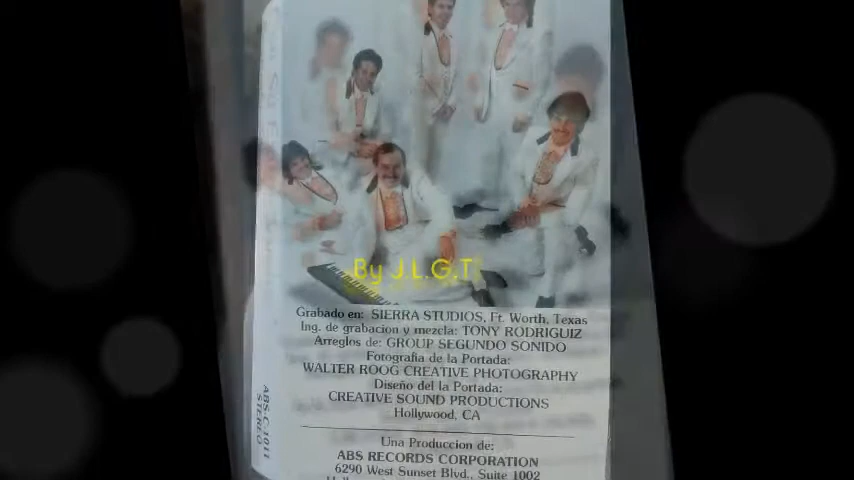 By J.L.G.T
Grabado en: SIERRA STUDIOS, Ft. Worth, Texas
Ing. de grabacion y mezcla: TONY RODRIGUIZ
Arreglos de: GROUP SEGUNDO SONIDO
Fotografia de la Portada:
WALTER ROOG CREATIVE PHOTOGRAPHY
Diseño del la Portada:
CREATIVE SOUND PRODUCTIONS
Hollywood, CA
Una Produccion de:
ABS RECORDS CORPORATION
6290 West Sunset Blvd., Suite 1002
ABS-C-1011
STEREO